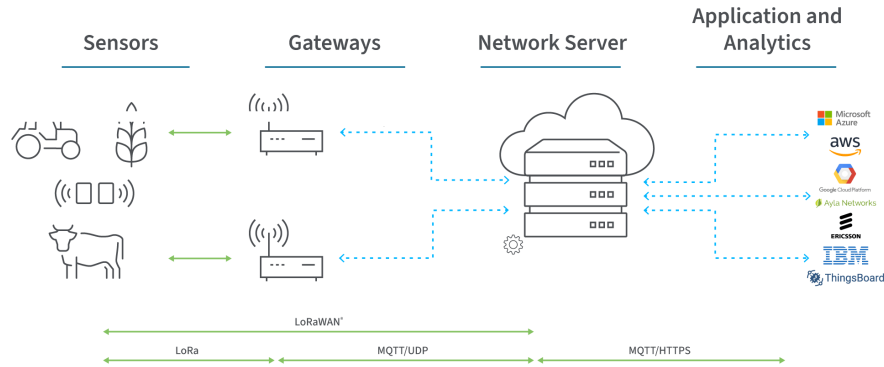 Sensors
Gateways
Network Server
Application and
Analytics
Microsoft
Azure
aws
Google Cloud Platform
Ayla Networks
ERICSSON
IBM
ThingsBoard
LoRaWAN®
LoRa
MQTT/UDP
MQTT/HTTPS